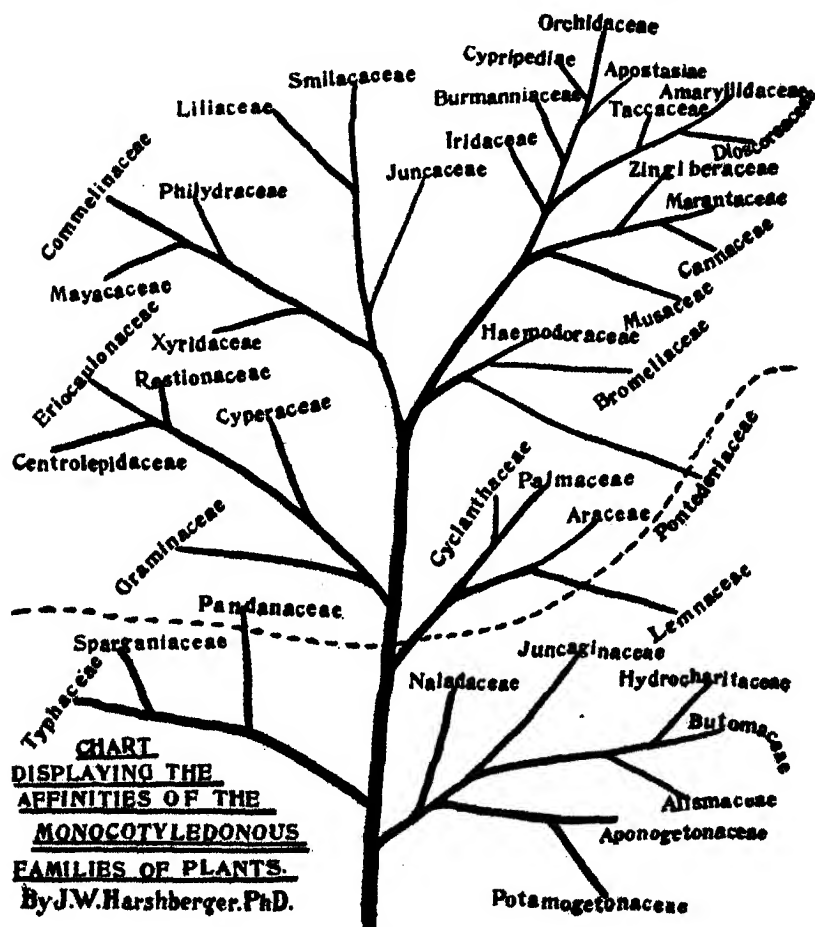 Orchidaceae
Cypripediae
Apostasiae
Smilacaceae
Amaryllidaceae
Liliaceae
Burmanniaceae
Taccaceae
Dioscoreaceae
Iridaceae
Zingiberaceae
Juncaceae
Commelinaceae
Philydraceae
Marantaceae
Cannaceae
Mayacaceae
Musaceae
Xyridaceae
Haemodoraceae
Eriocaulonaceae
Restionaceae
Bromeliaceae
Cyperaceae
Centrolepidaceae
Cyclanthaceae
Palmaceae
Pontederiaceae
Araceae
Graminaceae
Lemnaceae
Pandanaceae
Sparganiaceae
Juncaginaceae
Typhaceae
Naiadaceae
Hydrocharitaceae
Butomaceae
Alismaceae
Aponogetonaceae
Potamogetonaceae
CHART
DISPLAYING THE
AFFINITIES OF THE
MONOCOTYLEDONOUS
FAMILIES OF PLANTS.
By J.W. Harshberger. PhD.